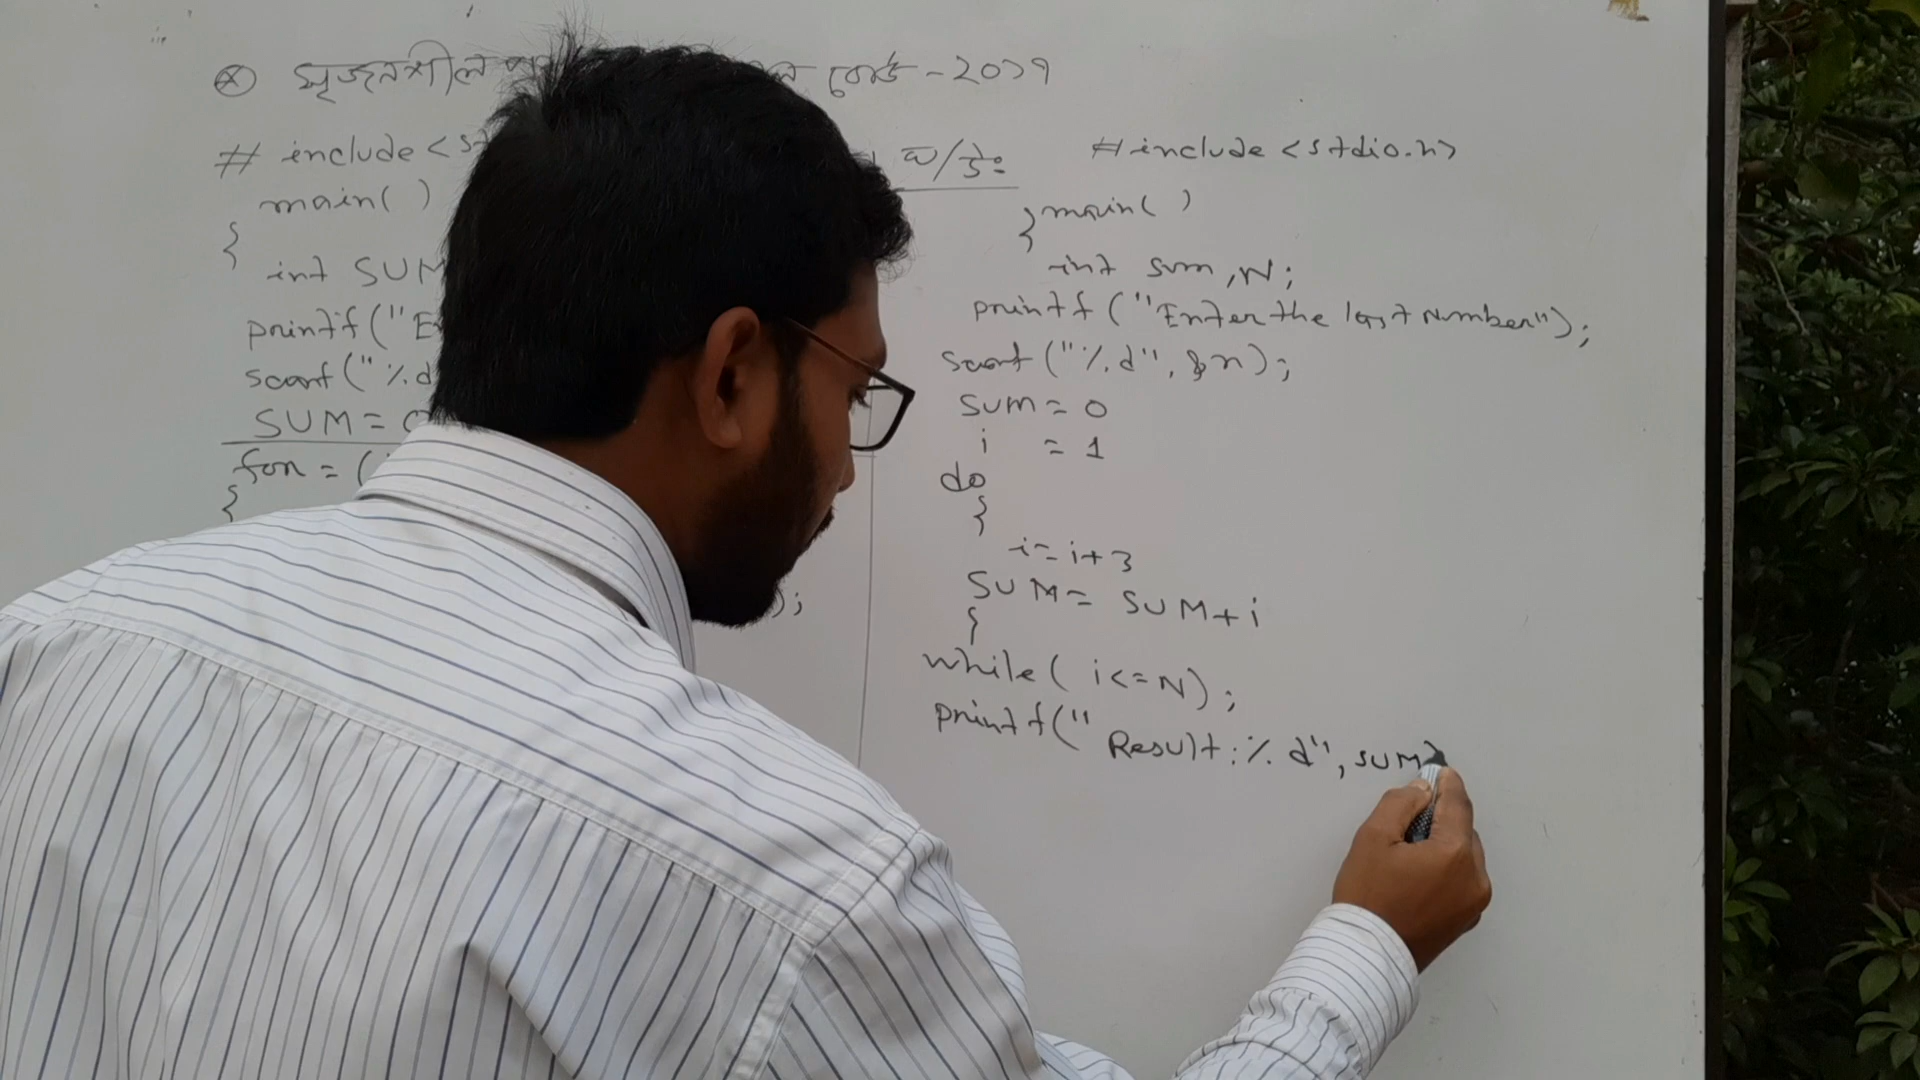 সৃজনশীল বোর্ড - ২০১৭
# include <st
main( )
{
int SUM
printf("E
scanf("%d
SUM = 0
for = (
{
);
#include <stdio.h>
} main( )
int sum, N;
printf ("Enter the last Number");
scanf ("%d", &n);
SUM = 0
i = 1
do
}
i = i + 3
SUM = SUM + i
{
while( i <= N) ;
printf(" Result : % d", SUM)